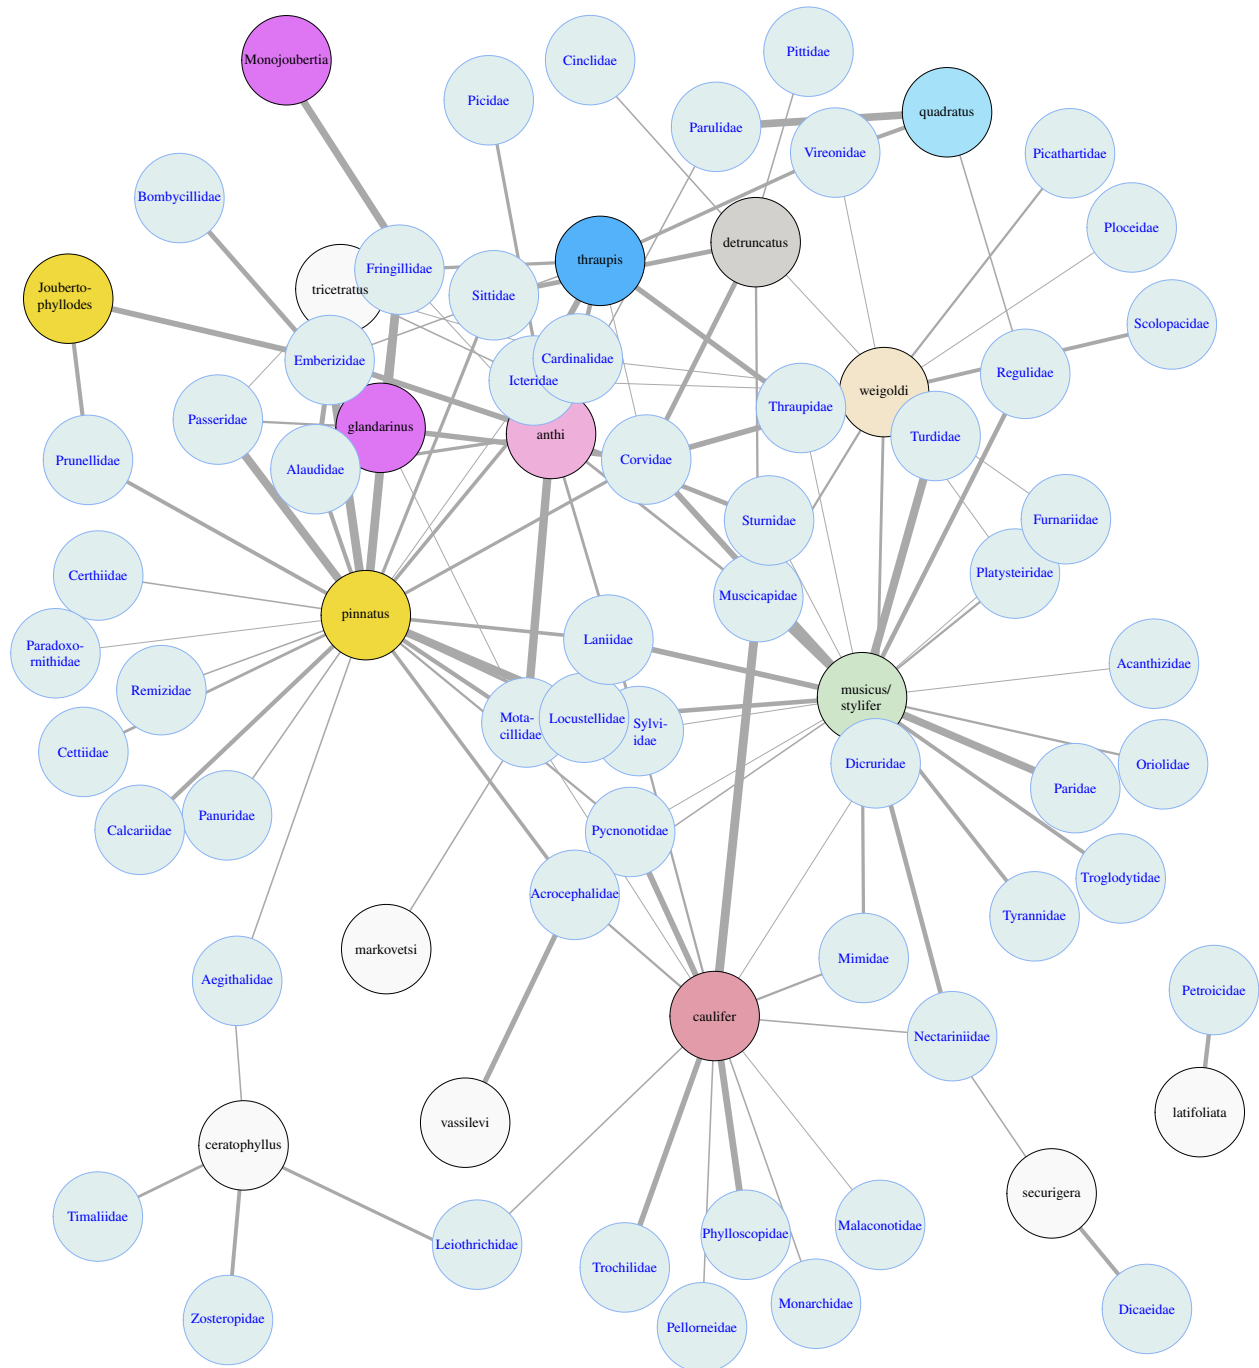 Monojoubertia
Cinclidae
Pittidae
Picidae
Parulidae
quadratus
Vireonidae
Picathartidae
Bombycillidae
Ploceidae
detruncatus
thraupis
Fringillidae
tricetratus
Jouberto-
phyllodes
Sittidae
Scolopacidae
Emberizidae
Cardinalidae
Icteridae
Regulidae
weigoldi
Thraupidae
Passeridae
glandarinus
anthi
Turdidae
Prunellidae
Alaudidae
Corvidae
Sturnidae
Furnariidae
Certhiidae
Platysteiridae
Muscicapidae
pinnatus
Laniidae
Paradoxo-
rnithidae
Acanthizidae
Remizidae
musicus/
stylifer
Mota-
cillidae
Locustellidae
Sylvi-
idae
Cettiidae
Dicruridae
Oriolidae
Paridae
Panuridae
Calcariidae
Pycnonotidae
Troglodytidae
Acrocephalidae
Tyrannidae
markovetsi
Mimidae
Aegithalidae
Petroicidae
caulifer
Nectariniidae
latifoliata
vassilevi
ceratophyllus
securigera
Timaliidae
Leiothrichidae
Malaconotidae
Phylloscopidae
Trochilidae
Monarchidae
Dicaeidae
Zosteropidae
Pellorneidae